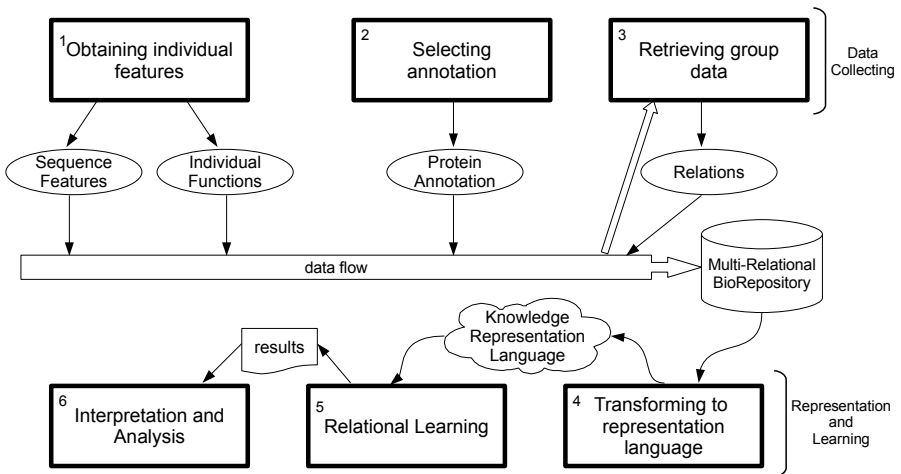 1
Obtaining individual
features
2
Selecting
annotation
3
Retrieving group
data
Data
Collecting
Sequence
Features
Individual
Functions
Protein
Annotation
Relations
data flow
Multi-Relational
BioRepository
Knowledge
Representation
Language
results
6
Interpretation and
Analysis
5
Relational Learning
4
Transforming to
representation
language
Representation
and
Learning